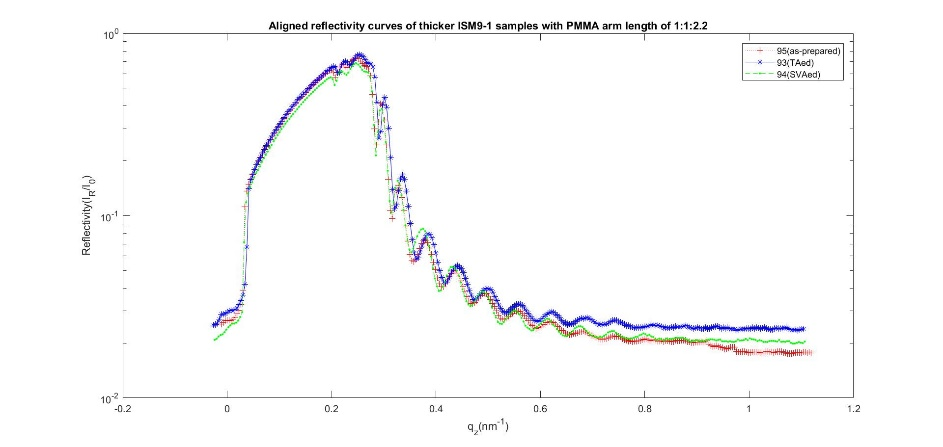 Aligned reflectivity curves of thicker ISM9-1 samples with PMMA arm length of 1:1:2.2
95(as-prepared)
93(TAed)
94(SVAed)
Reflectivity(I_R/I_0)
10^0
10^-1
10^-2
-0.2 0 0.2 0.4 0.6 0.8 1 1.2
q_z(nm^-1)